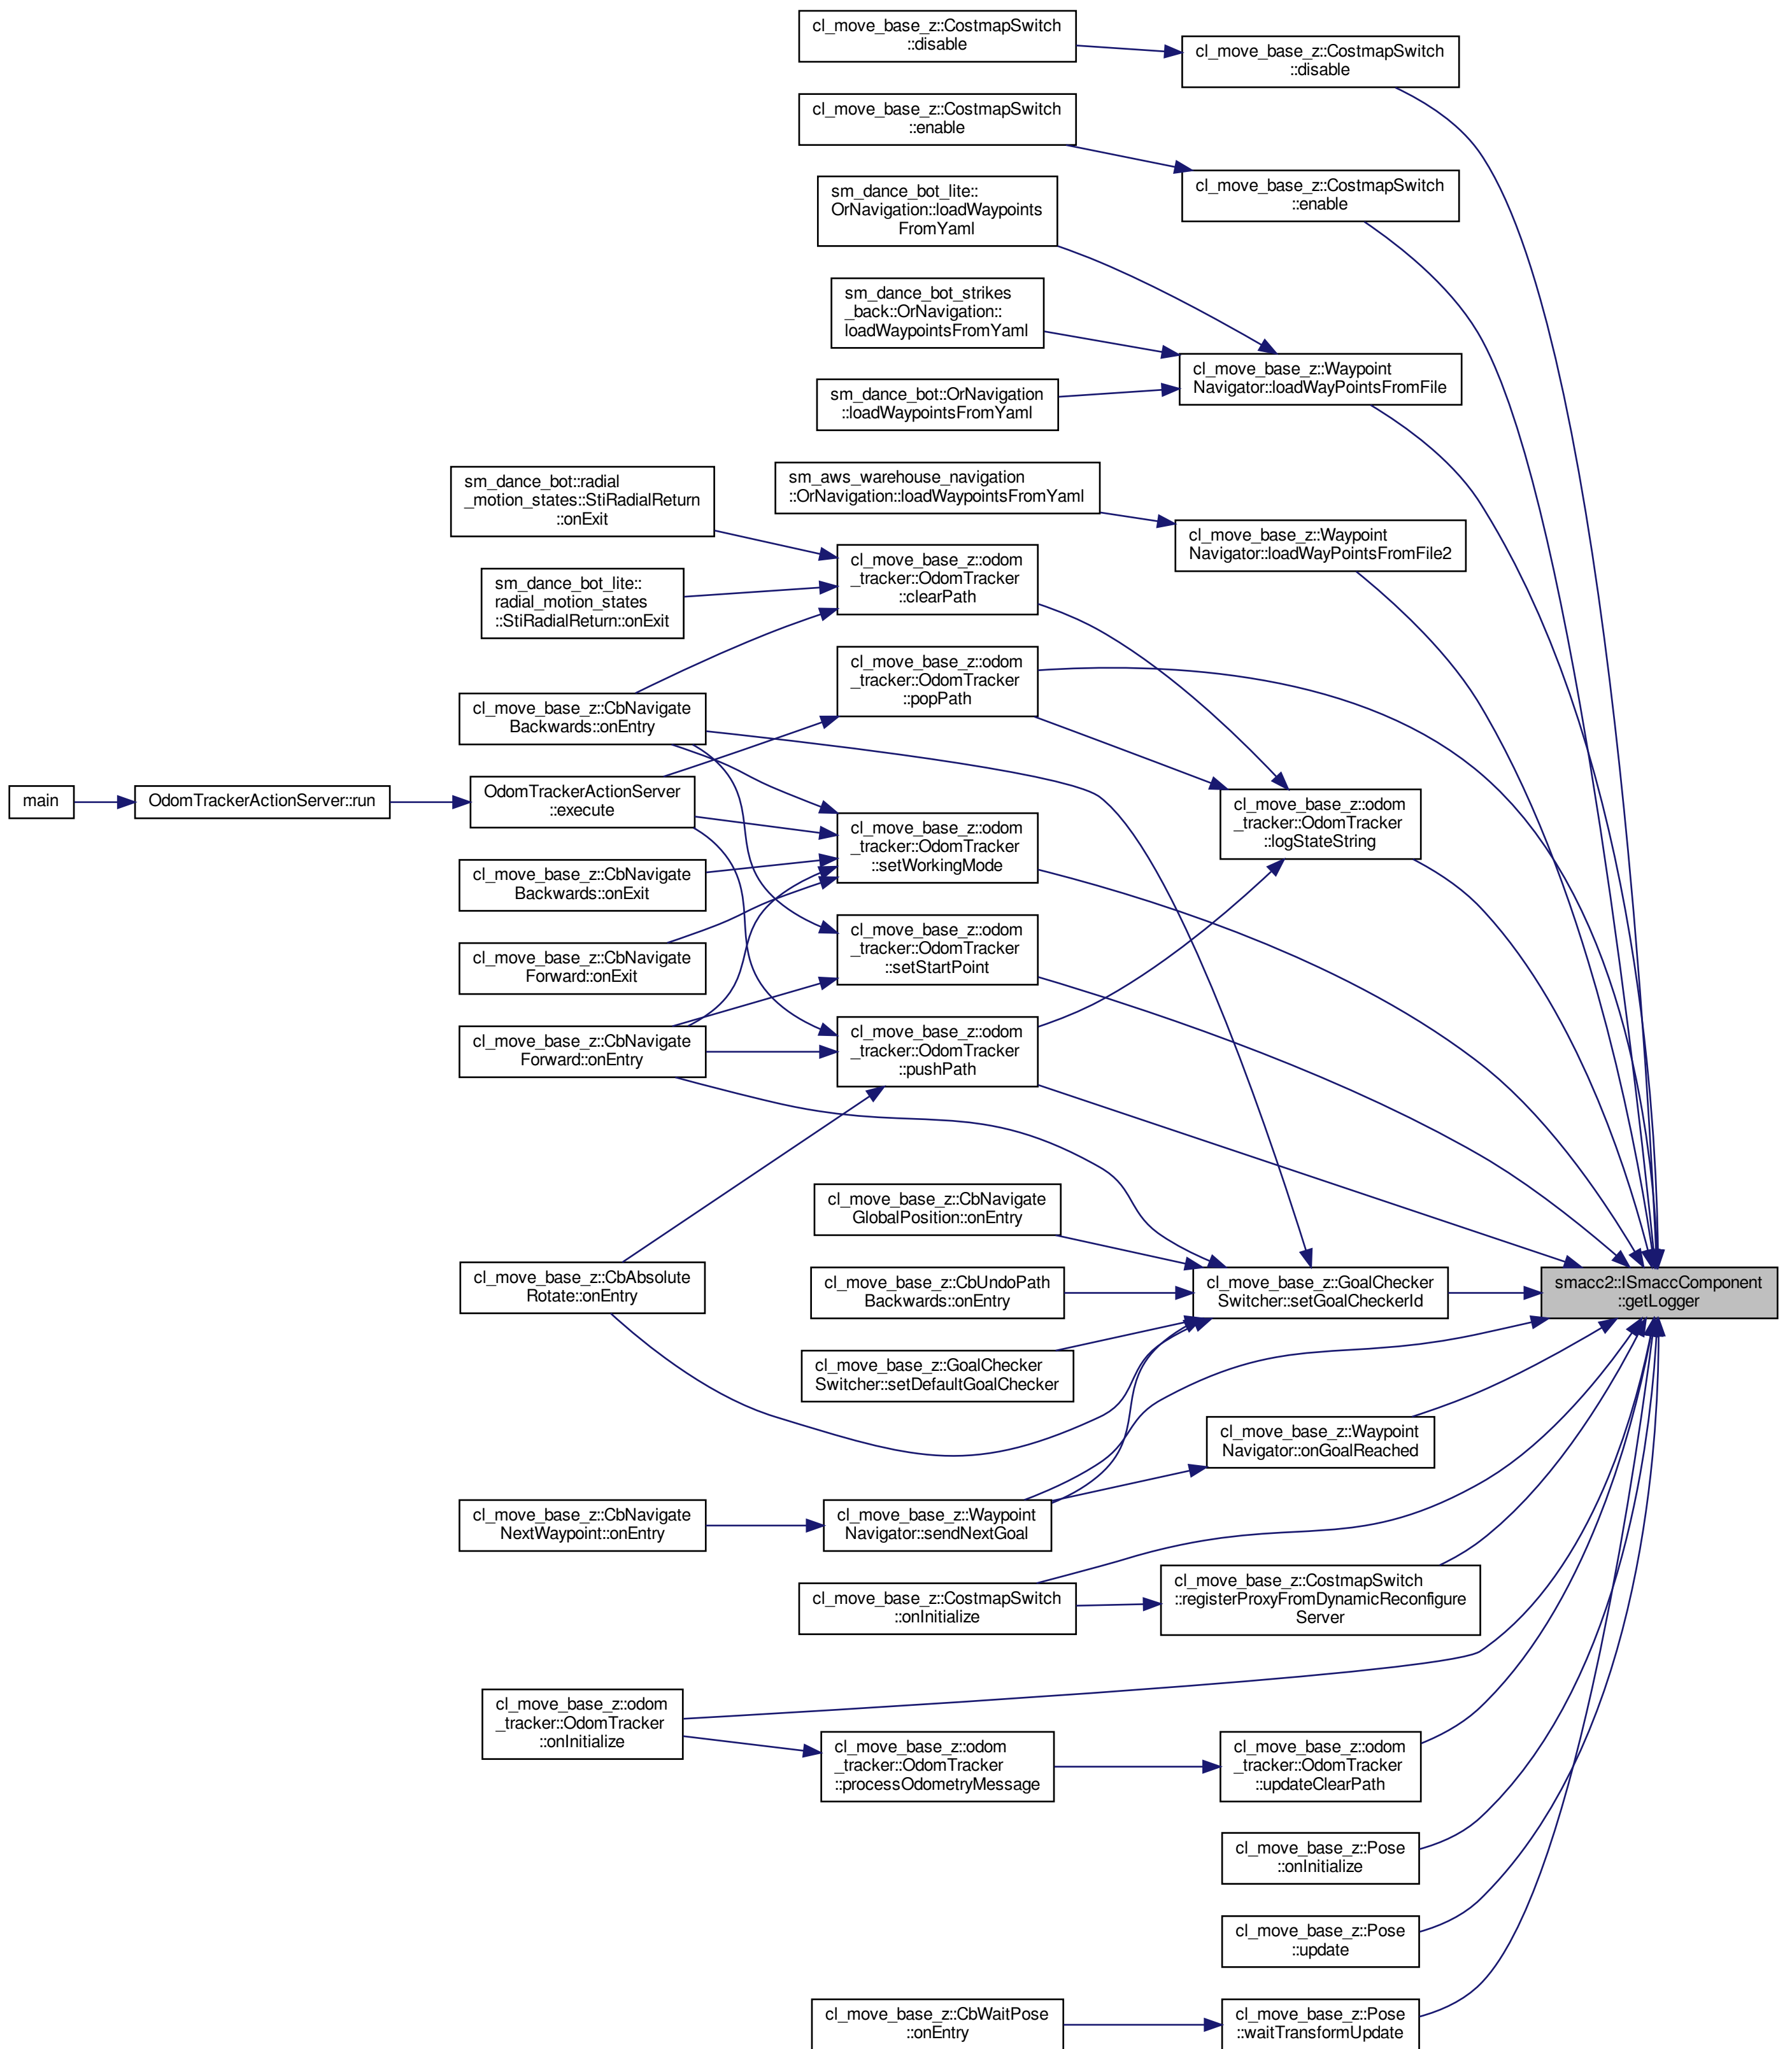 cl_move_base_z::CostmapSwitch
::disable
cl_move_base_z::CostmapSwitch
::disable
cl_move_base_z::CostmapSwitch
::enable
cl_move_base_z::CostmapSwitch
::enable
sm_dance_bot_lite::
OrNavigation::loadWaypoints
FromYaml
sm_dance_bot_strikes
_back::OrNavigation::
loadWaypointsFromYaml
cl_move_base_z::Waypoint
Navigator::loadWayPointsFromFile
sm_dance_bot::OrNavigation
::loadWaypointsFromYaml
sm_aws_warehouse_navigation
::OrNavigation::loadWaypointsFromYaml
sm_dance_bot::radial
_motion_states::StiRadialReturn
::onExit
cl_move_base_z::Waypoint
Navigator::loadWayPointsFromFile2
cl_move_base_z::odom
_tracker::OdomTracker
::clearPath
sm_dance_bot_lite::
radial_motion_states
::StiRadialReturn::onExit
cl_move_base_z::odom
_tracker::OdomTracker
::popPath
cl_move_base_z::CbNavigate
Backwards::onEntry
main
OdomTrackerActionServer::run
OdomTrackerActionServer
::execute
cl_move_base_z::odom
_tracker::OdomTracker
::logStateString
cl_move_base_z::odom
_tracker::OdomTracker
::setWorkingMode
cl_move_base_z::CbNavigate
Backwards::onExit
cl_move_base_z::odom
_tracker::OdomTracker
::setStartPoint
cl_move_base_z::CbNavigate
Forward::onExit
cl_move_base_z::CbNavigate
Forward::onEntry
cl_move_base_z::odom
_tracker::OdomTracker
::pushPath
cl_move_base_z::CbNavigate
GlobalPosition::onEntry
cl_move_base_z::CbAbsolute
Rotate::onEntry
cl_move_base_z::CbUndoPath
Backwards::onEntry
cl_move_base_z::GoalChecker
Switcher::setGoalCheckerId
smacc2::ISmaccComponent
::getLogger
cl_move_base_z::GoalChecker
Switcher::setDefaultGoalChecker
cl_move_base_z::Waypoint
Navigator::onGoalReached
cl_move_base_z::CbNavigate
NextWaypoint::onEntry
cl_move_base_z::Waypoint
Navigator::sendNextGoal
cl_move_base_z::CostmapSwitch
::onInitialize
cl_move_base_z::CostmapSwitch
::registerProxyFromDynamicReconfigure
Server
cl_move_base_z::odom
_tracker::OdomTracker
::onInitialize
cl_move_base_z::odom
_tracker::OdomTracker
::processOdometryMessage
cl_move_base_z::odom
_tracker::OdomTracker
::updateClearPath
cl_move_base_z::Pose
::onInitialize
cl_move_base_z::Pose
::update
cl_move_base_z::CbWaitPose
::onEntry
cl_move_base_z::Pose
::waitTransformUpdate